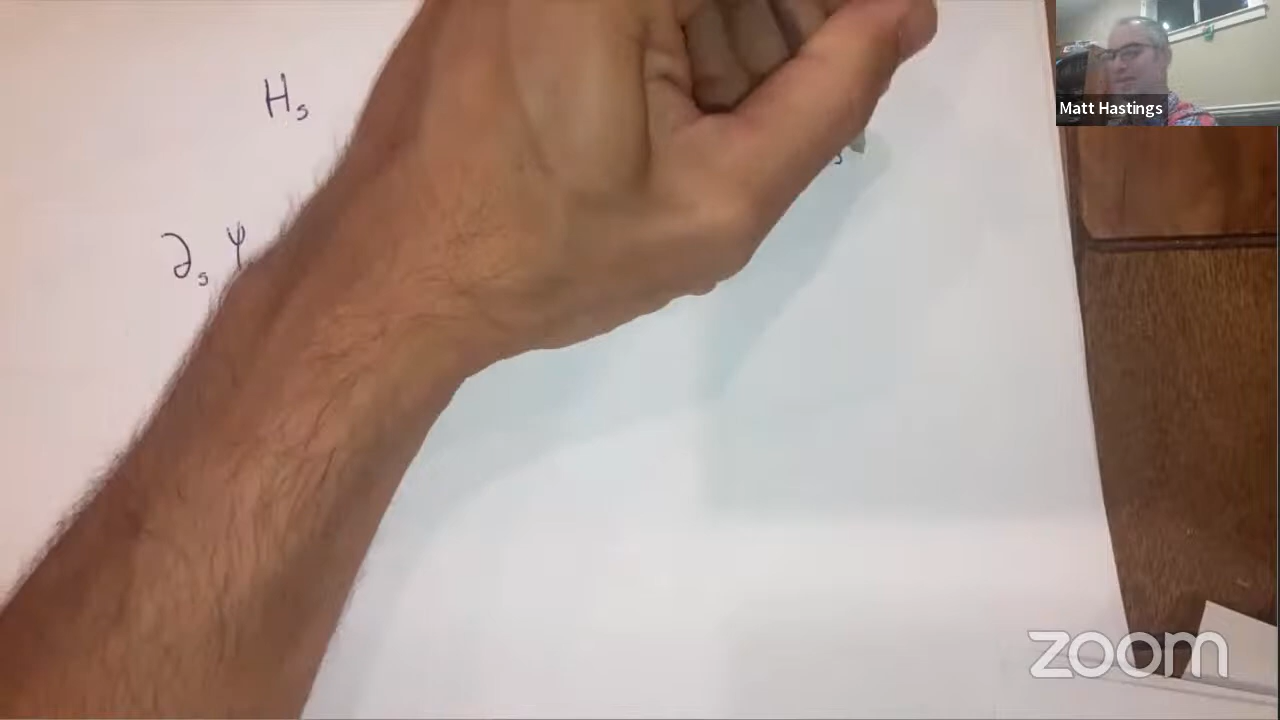 Matt Hastings
H_s
s
∂_s ψ
zoom